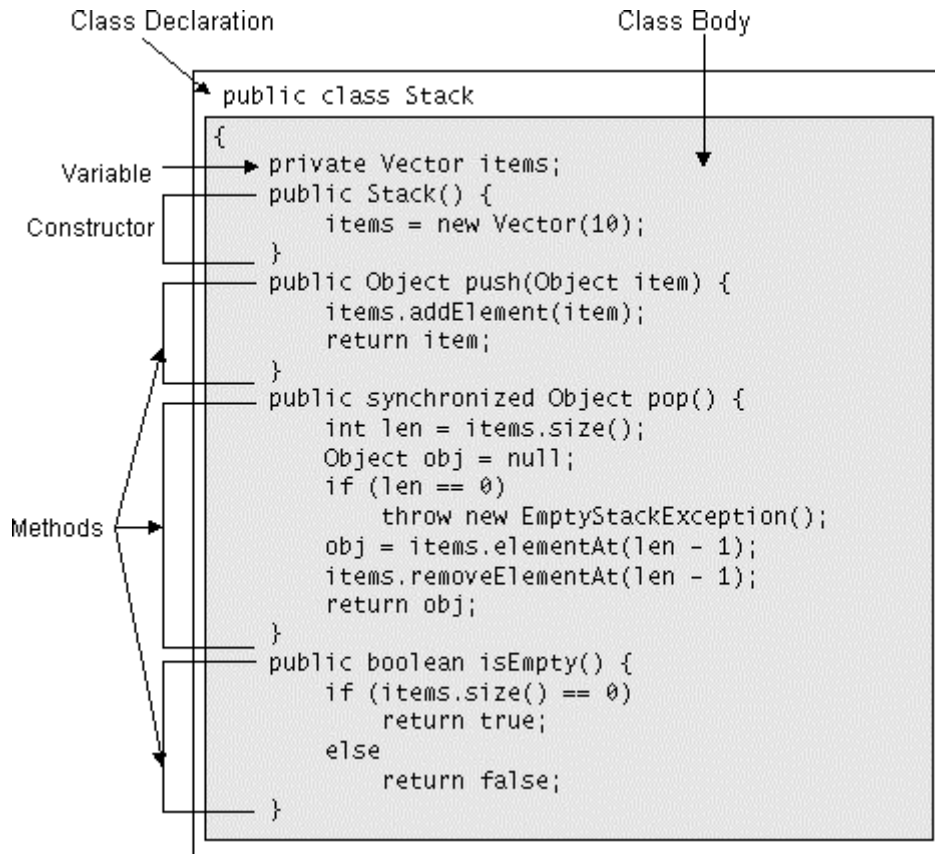 Class Declaration
Class Body
public class Stack
{
Variable
private Vector items;
Constructor
public Stack() {
items = new Vector(10);
}
Methods
public Object push(Object item) {
items.addElement(item);
return item;
}
public synchronized Object pop() {
int len = items.size();
Object obj = null;
if (len == 0)
throw new EmptyStackException();
obj = items.elementAt(len - 1);
items.removeElementAt(len - 1);
return obj;
}
public boolean isEmpty() {
if (items.size() == 0)
return true;
else
return false;
}